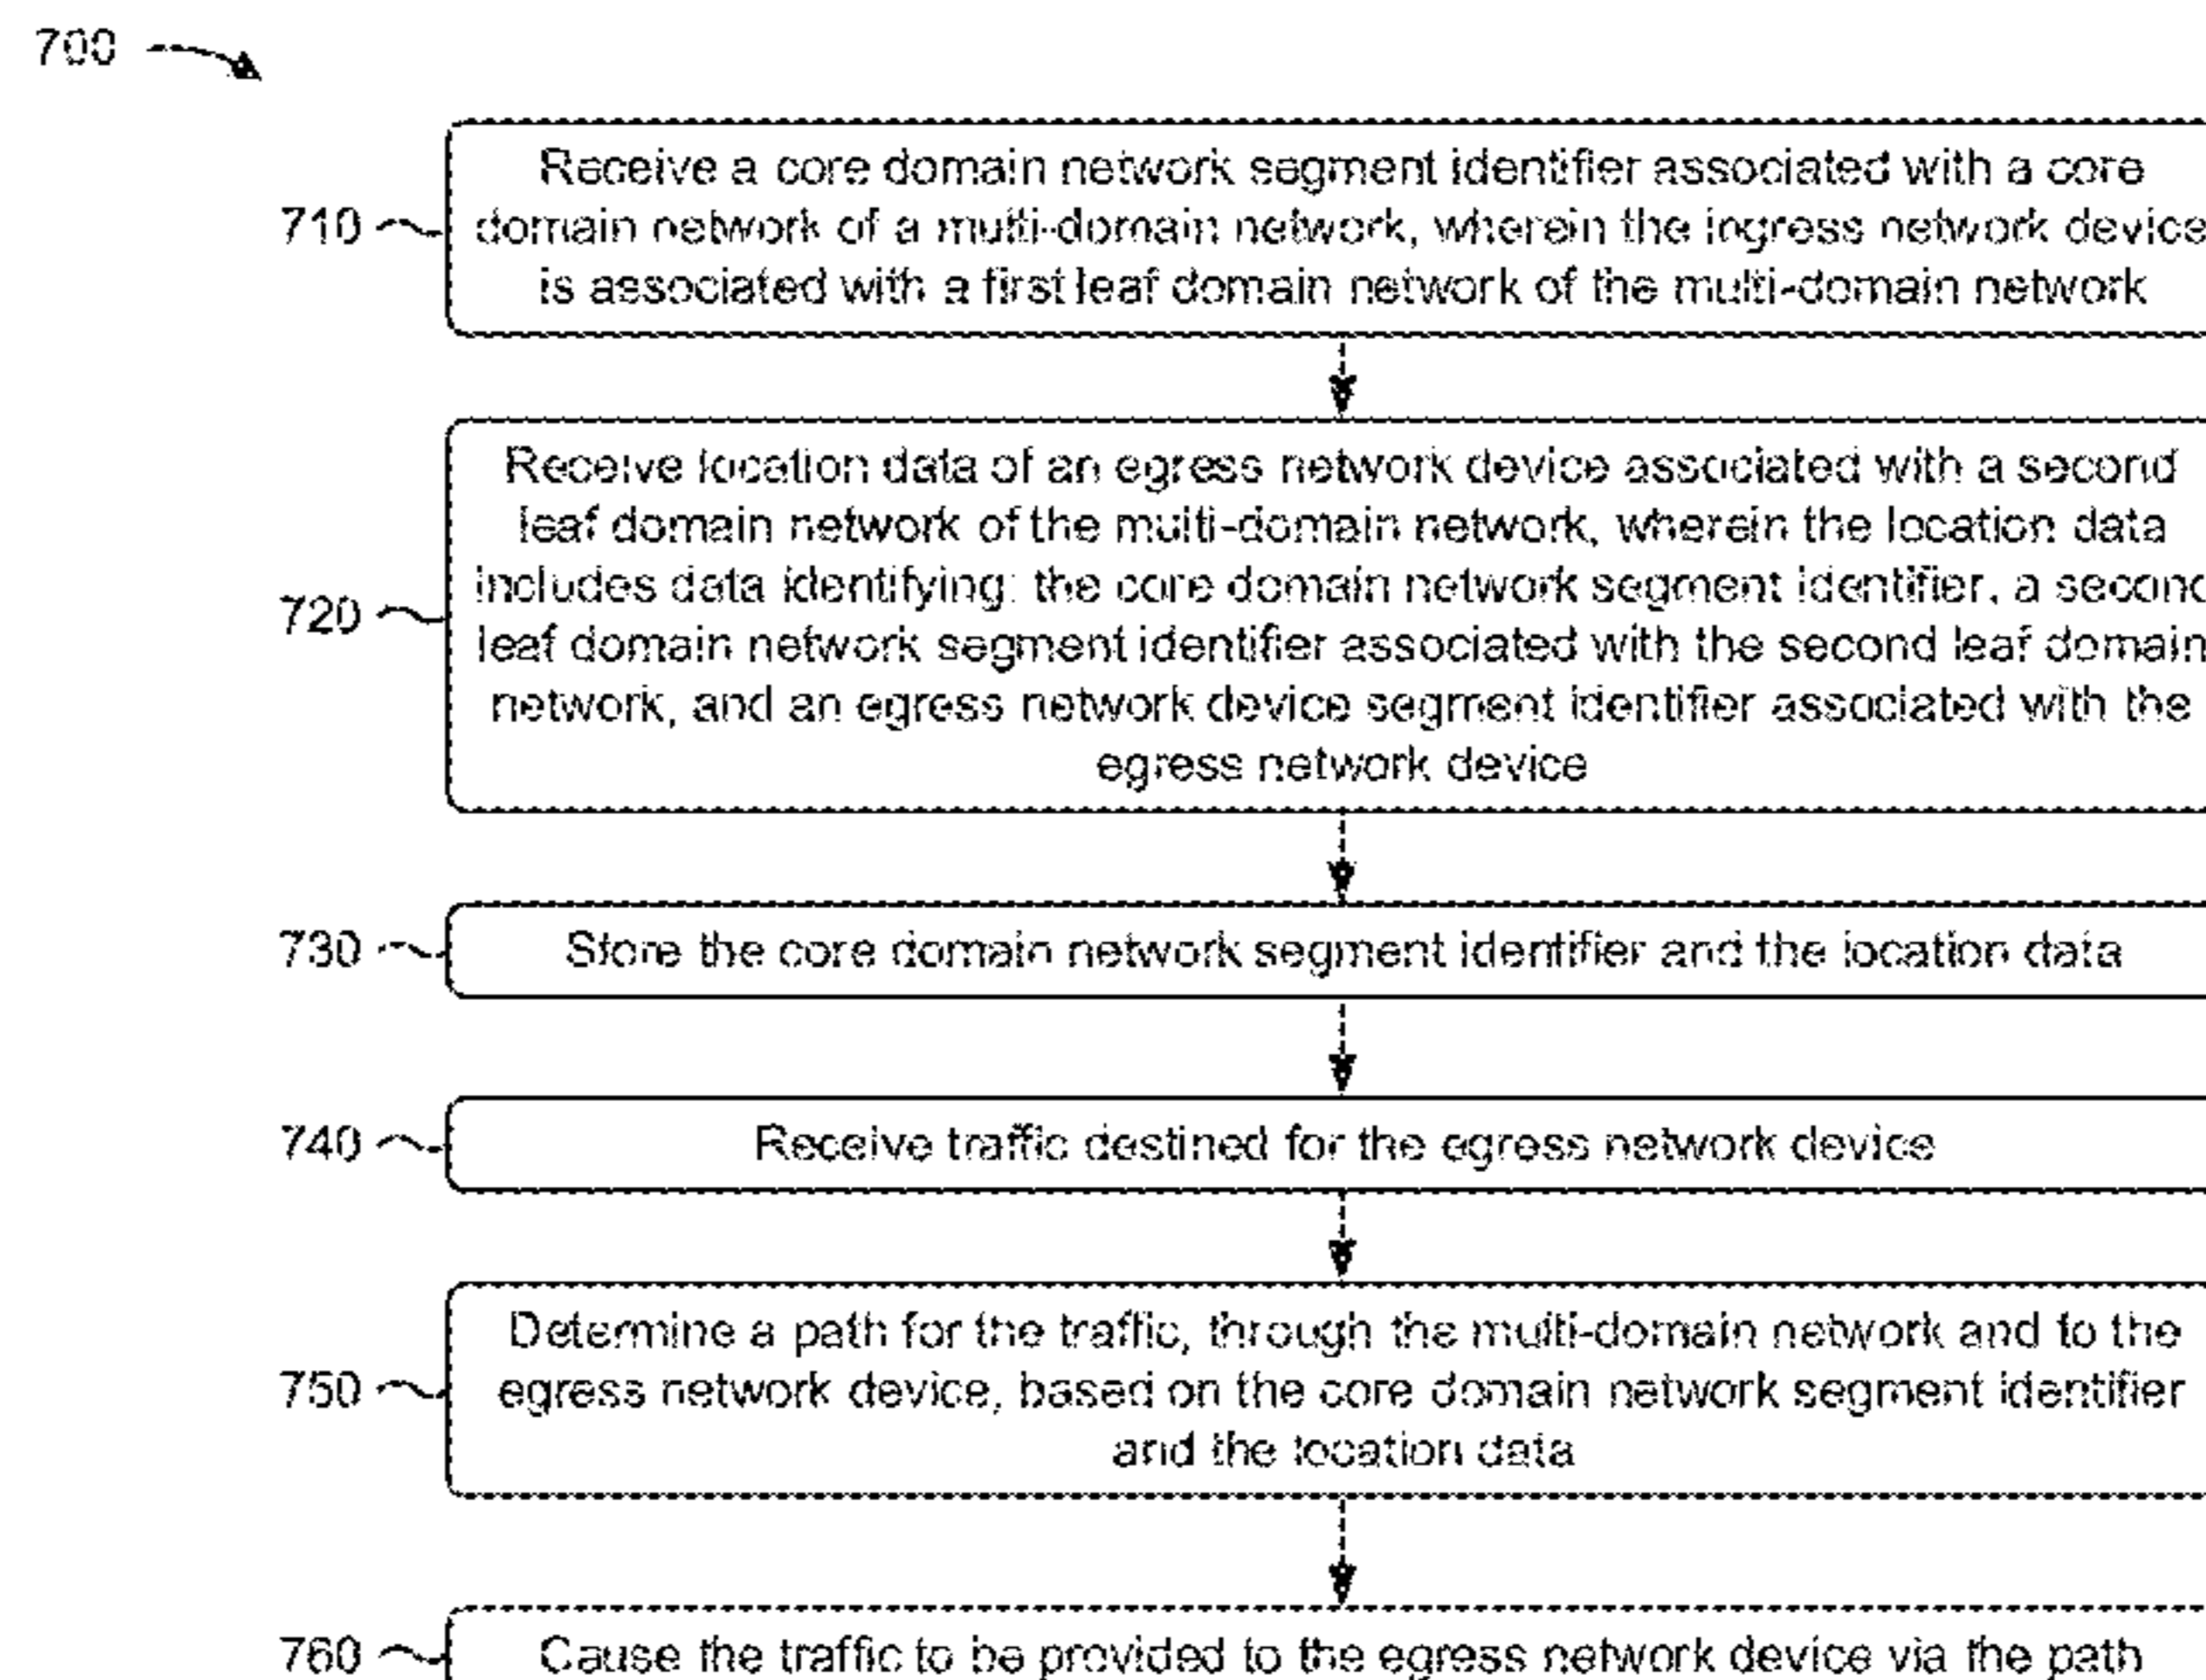 700
Receive a core domain network segment identifier associated with a core
710 domain network of a multi-domain network, wherein the ingress network device
is associated with a first leaf domain network of the multi-domain network
Receive location data of an egress network device associated with a second
leaf domain network of the multi-domain network, wherein the location data
includes data identifying: the core domain network segment identifier, a second
720
leaf domain network segment identifier associated with the second leaf domain
network, and an egress network device segment identifier associated with the
egress network device
730 Store the core domain network segment identifier and the location data
740 Receive traffic destined for the egress network device
Determine a path for the traffic, through the multi-domain network and to the
750 egress network device, based on the core domain network segment identifier
and the location data
760 Cause the traffic to be provided to the egress network device via the path